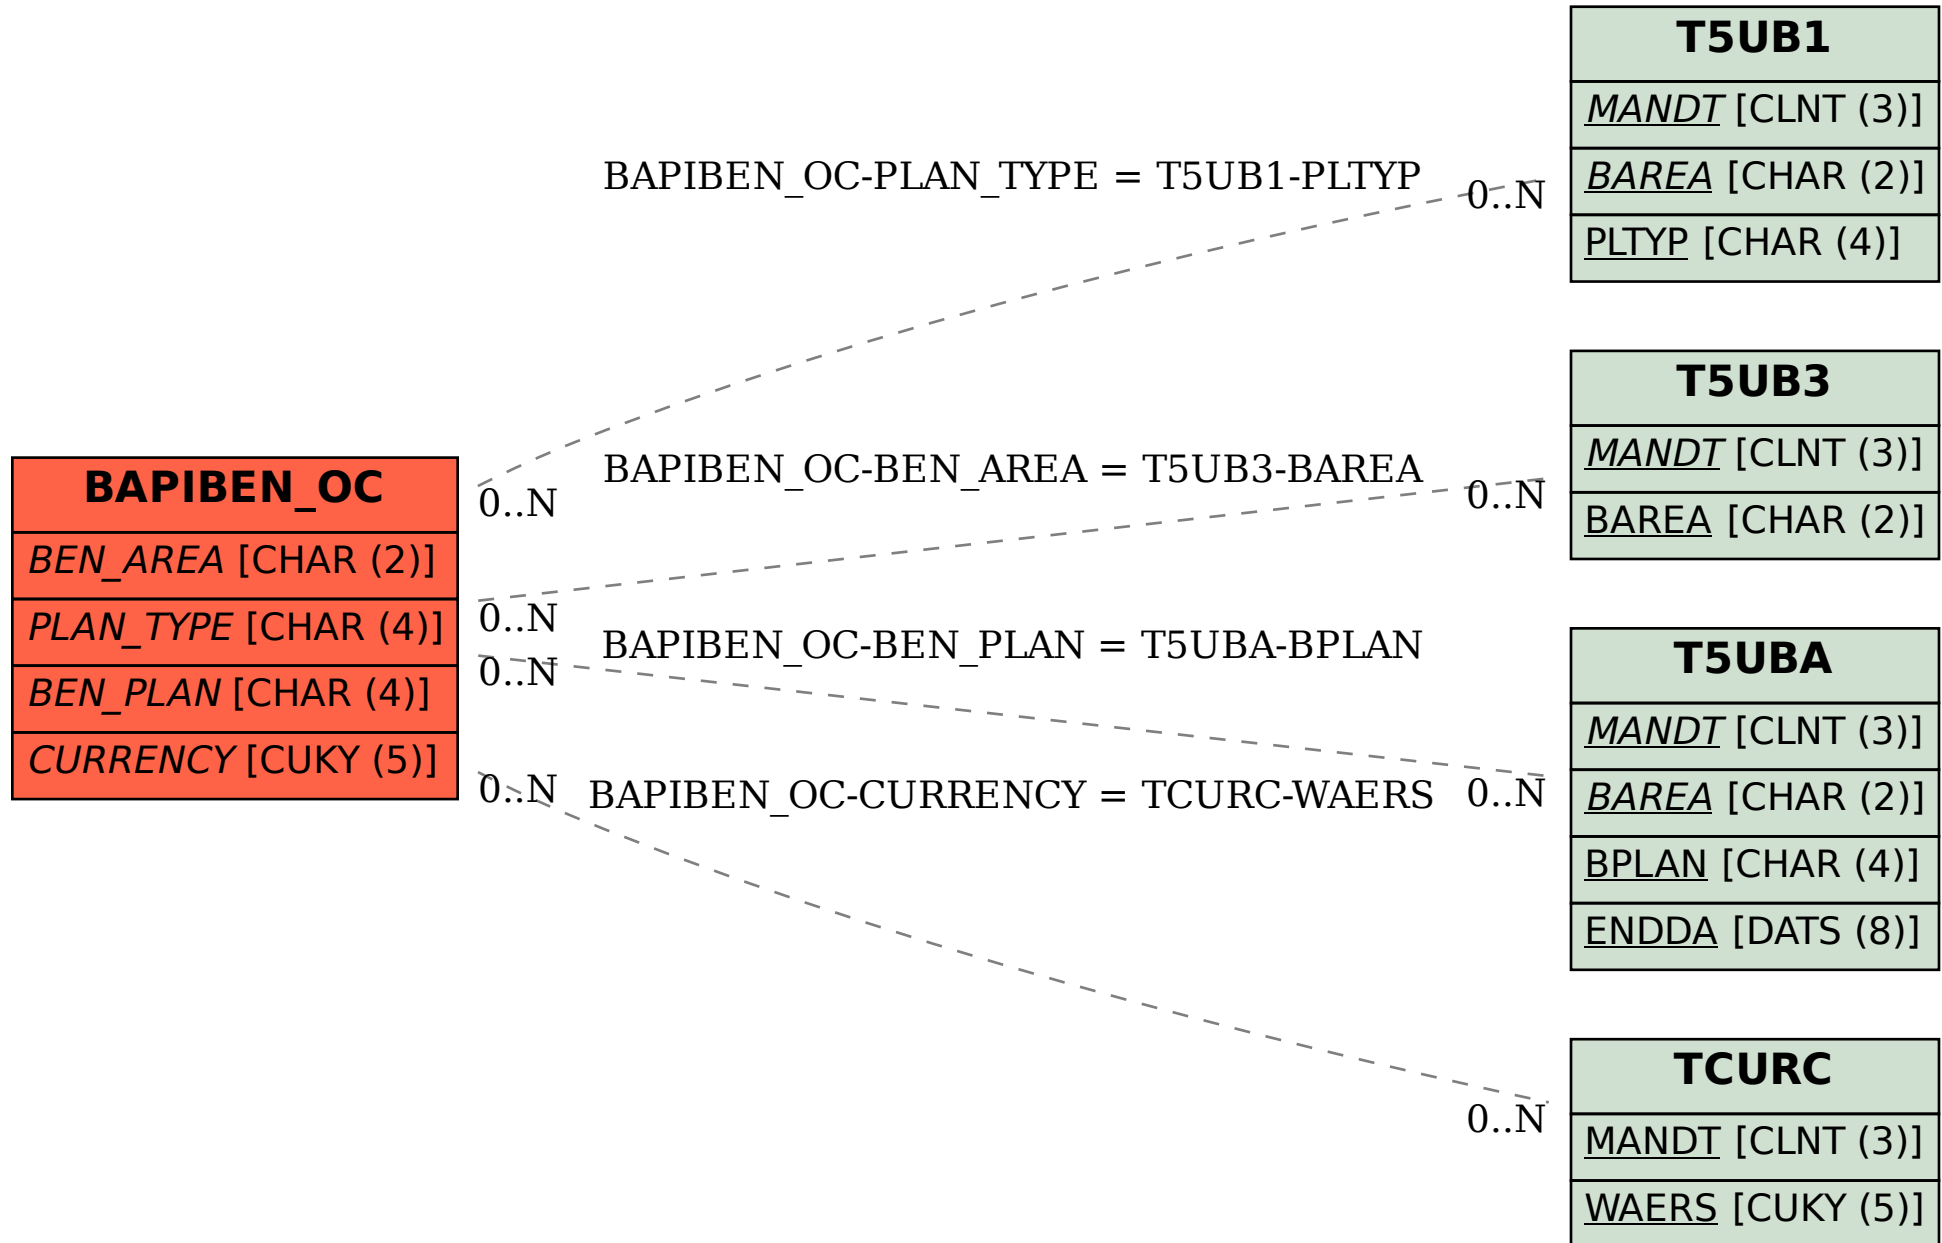 T5UB1
MANDT [CLNT (3)]
BAREA [CHAR (2)]
PLTYP [CHAR (4)]
BAPIBEN_OC-PLAN_TYPE = T5UB1-PLTYP
0..N
0..N
T5UB3
MANDT [CLNT (3)]
BAREA [CHAR (2)]
BAPIBEN_OC-BEN_AREA = T5UB3-BAREA
0..N
0..N
BAPIBEN_OC
BEN_AREA [CHAR (2)]
PLAN_TYPE [CHAR (4)]
BEN_PLAN [CHAR (4)]
CURRENCY [CUKY (5)]
BAPIBEN_OC-BEN_PLAN = T5UBA-BPLAN
0..N
0..N
T5UBA
MANDT [CLNT (3)]
BAREA [CHAR (2)]
BPLAN [CHAR (4)]
ENDDA [DATS (8)]
BAPIBEN_OC-CURRENCY = TCURC-WAERS
0..N
0..N
TCURC
MANDT [CLNT (3)]
WAERS [CUKY (5)]